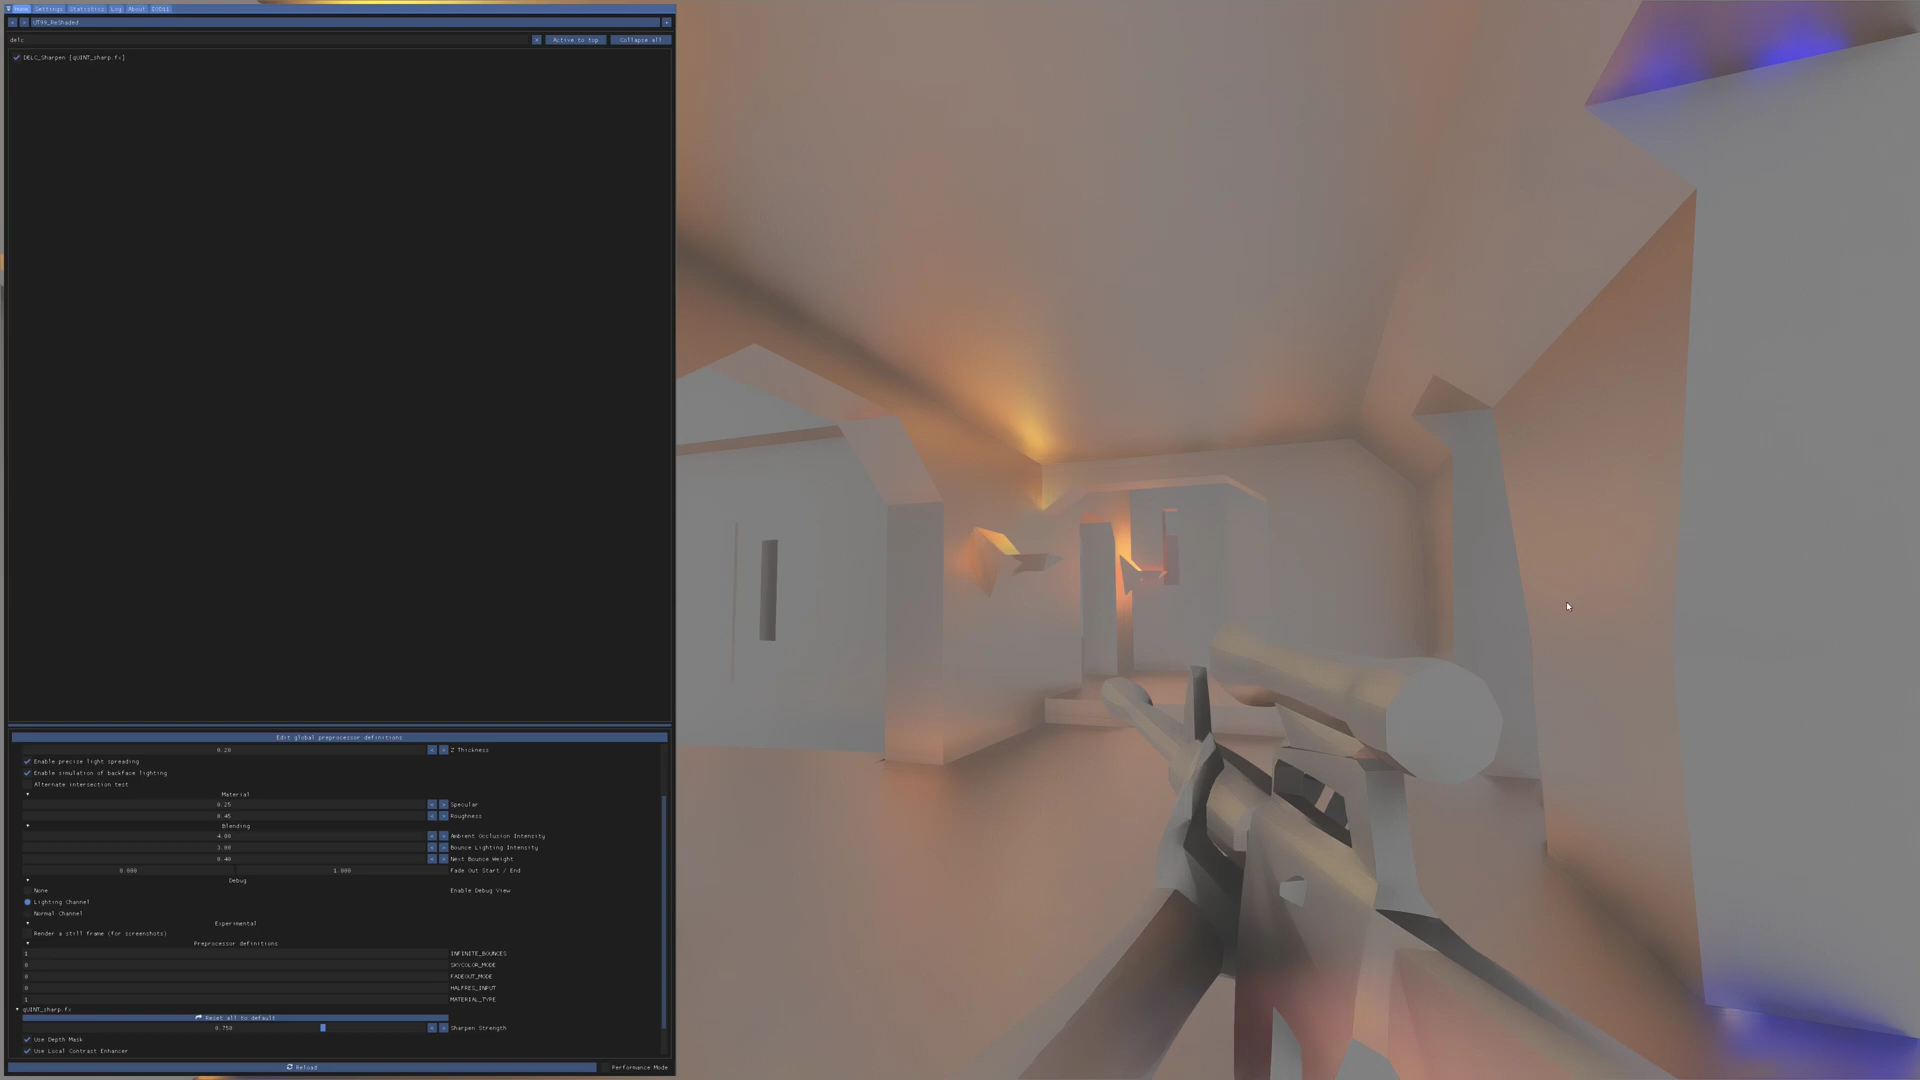 Home Settings Statistics Log About DSD11
< > UT99_ReShaded +
delc x Active to top Collapse all
DELC_Sharpen [qUINT_sharp.fx]
Edit global preprocessor definitions
0.20 < > Z Thickness
Enable precise light spreading
Enable simulation of backface lighting
Alternate intersection test
Material
0.25 < > Specular
0.45 < > Roughness
Blending
4.00 < > Ambient Occlusion Intensity
3.00 < > Bounce Lighting Intensity
0.40 < > Next Bounce Weight
0.000 1.000 Fade Out Start / End
Debug
None Enable Debug View
Lighting Channel
Normal Channel
Experimental
Render a still frame (for screenshots)
Preprocessor definitions
1 INFINITE_BOUNCES
0 SKYCOLOR_MODE
0 FADEOUT_MODE
0 HALFRES_INPUT
1 MATERIAL_TYPE
qUINT_sharp.fx
Reset all to default
0.750 < > Sharpen Strength
Use Depth Mask
Use Local Contrast Enhancer
Reload Performance Mode